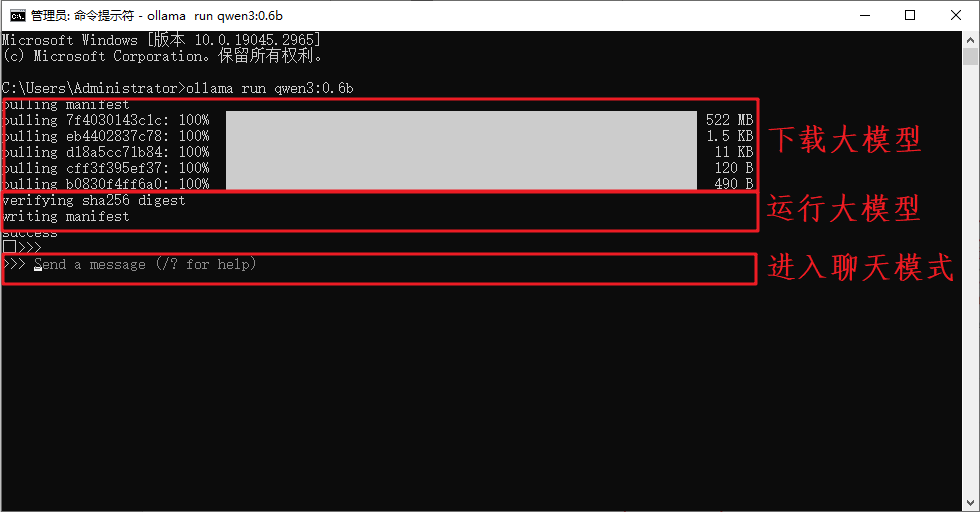 管理员: 命令提示符 - ollama  run qwen3:0.6b
Microsoft Windows [版本 10.0.19045.2965]
(c) Microsoft Corporation。保留所有权利。
C:\Users\Administrator>ollama run qwen3:0.6b
pulling manifest
pulling 7f4030143c1c: 100% 522 MB
pulling eb4402837c78: 100% 1.5 KB
pulling d18a5cc71b84: 100% 11 KB
pulling cff3f395ef37: 100% 120 B
pulling b0830f4ff6a0: 100% 490 B
下载大模型
verifying sha256 digest
writing manifest
success
运行大模型
>>>
>>> Send a message (/? for help)
进入聊天模式